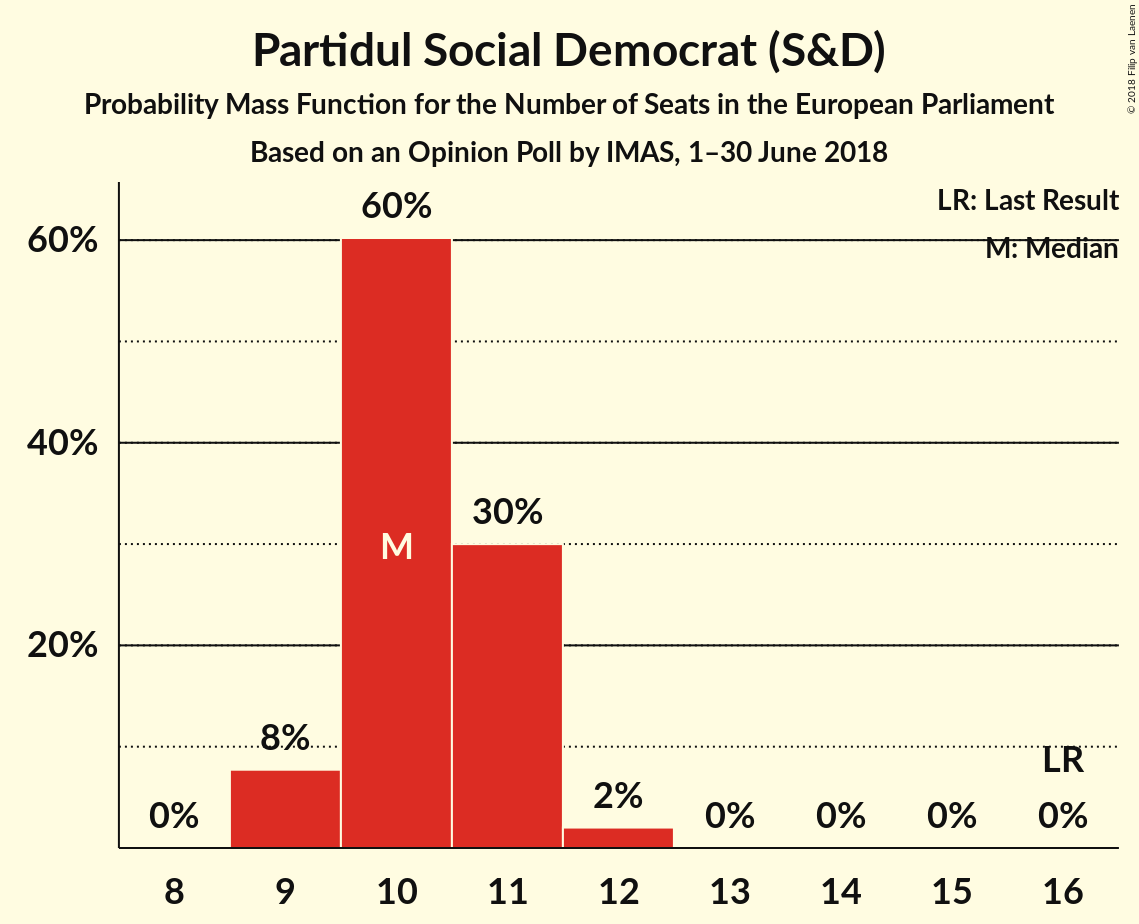 Partidul Social Democrat (S&D)
Probability Mass Function for the Number of Seats in the European Parliament
Based on an Opinion Poll by IMAS, 1–30 June 2018
© 2018 Filip van Laenen
LR: Last Result
M: Median
60%
40%
20%
0%
8%
60%
M
30%
2%
0%
0%
0%
LR
0%
8 9 10 11 12 13 14 15 16